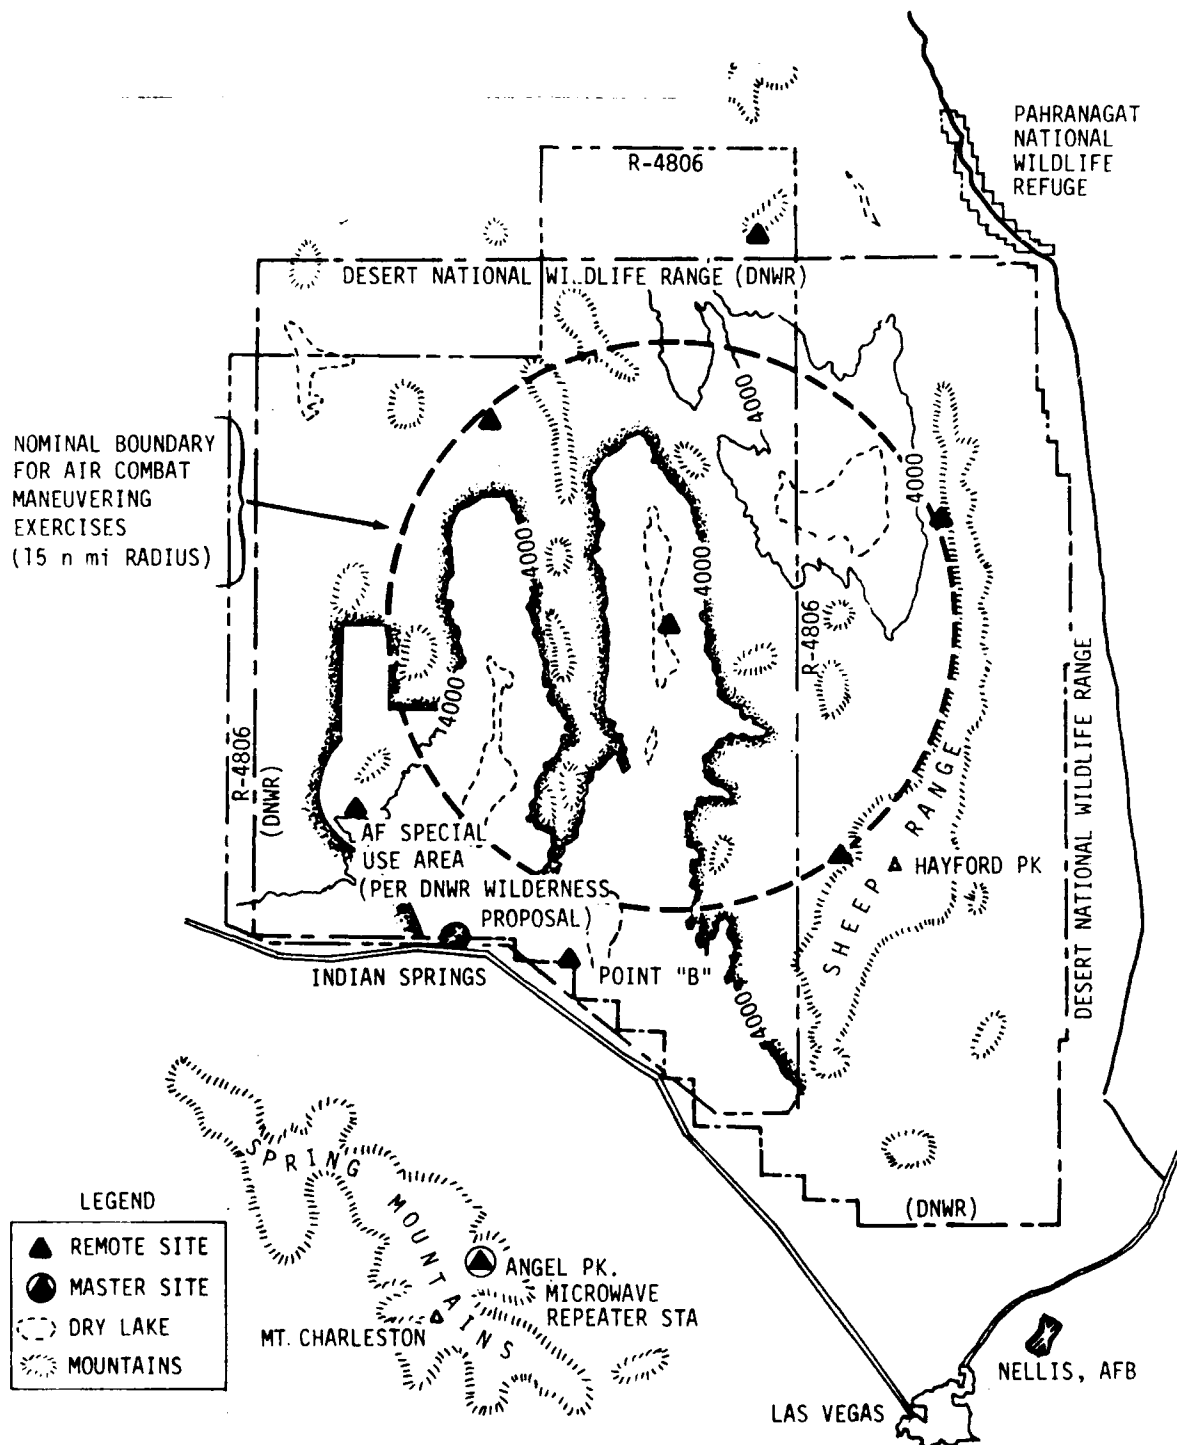 PAHRANAGAT
NATIONAL
WILDLIFE
REFUGE
R-4806
DESERT NATIONAL WILDLIFE RANGE (DNWR)
4000
4000
NOMINAL BOUNDARY
FOR AIR COMBAT
MANEUVERING
EXERCISES
(15 n mi RADIUS)
4000
4000
R-4806
4000
R-4806
(DNWR)
AF SPECIAL
USE AREA
(PER DNWR WILDERNESS
PROPOSAL)
SHEEP RANGE
HAYFORD PK
DESERT NATIONAL WILDLIFE RANGE
INDIAN SPRINGS
POINT "B"
4000
SPRING MOUNTAINS
(DNWR)
LEGEND
REMOTE SITE
MASTER SITE
DRY LAKE
MOUNTAINS
ANGEL PK.
MICROWAVE
REPEATER STA
MT. CHARLESTON
NELLIS, AFB
LAS VEGAS